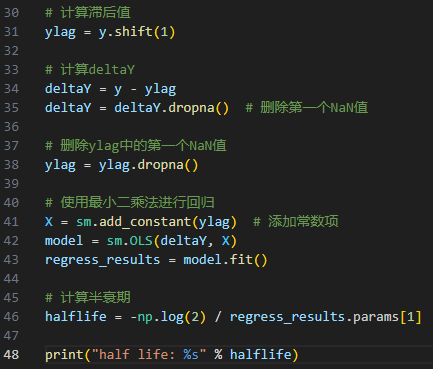 30 # 计算滞后值
31 ylag = y.shift(1)
32
33 # 计算deltaY
34 deltaY = y - ylag
35 deltaY = deltaY.dropna()  # 删除第一个NaN值
36
37 # 删除ylag中的第一个NaN值
38 ylag = ylag.dropna()
39
40 # 使用最小二乘法进行回归
41 X = sm.add_constant(ylag)  # 添加常数项
42 model = sm.OLS(deltaY, X)
43 regress_results = model.fit()
44
45 # 计算半衰期
46 halflife = -np.log(2) / regress_results.params[1]
47
48 print("half life: %s" % halflife)